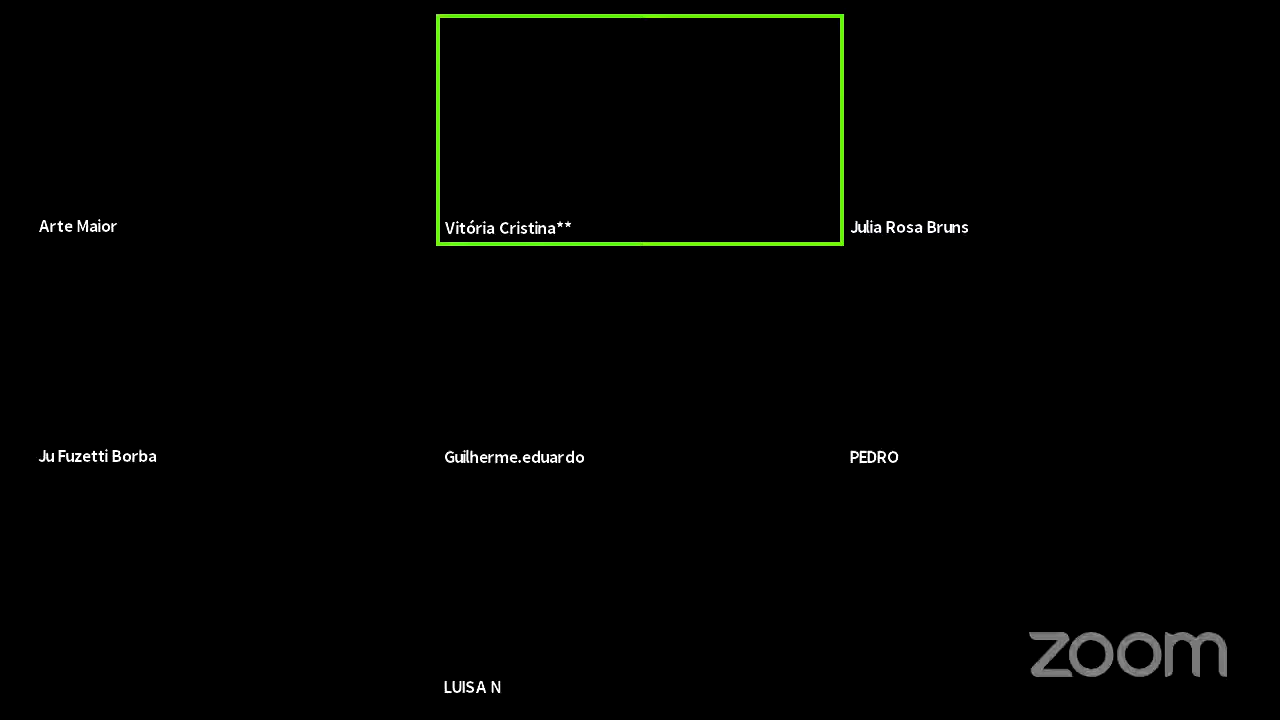 Arte Maior
Vitória Cristina**
Julia Rosa Bruns
Ju Fuzetti Borba
Guilherme.eduardo
PEDRO
LUISA N
zoom